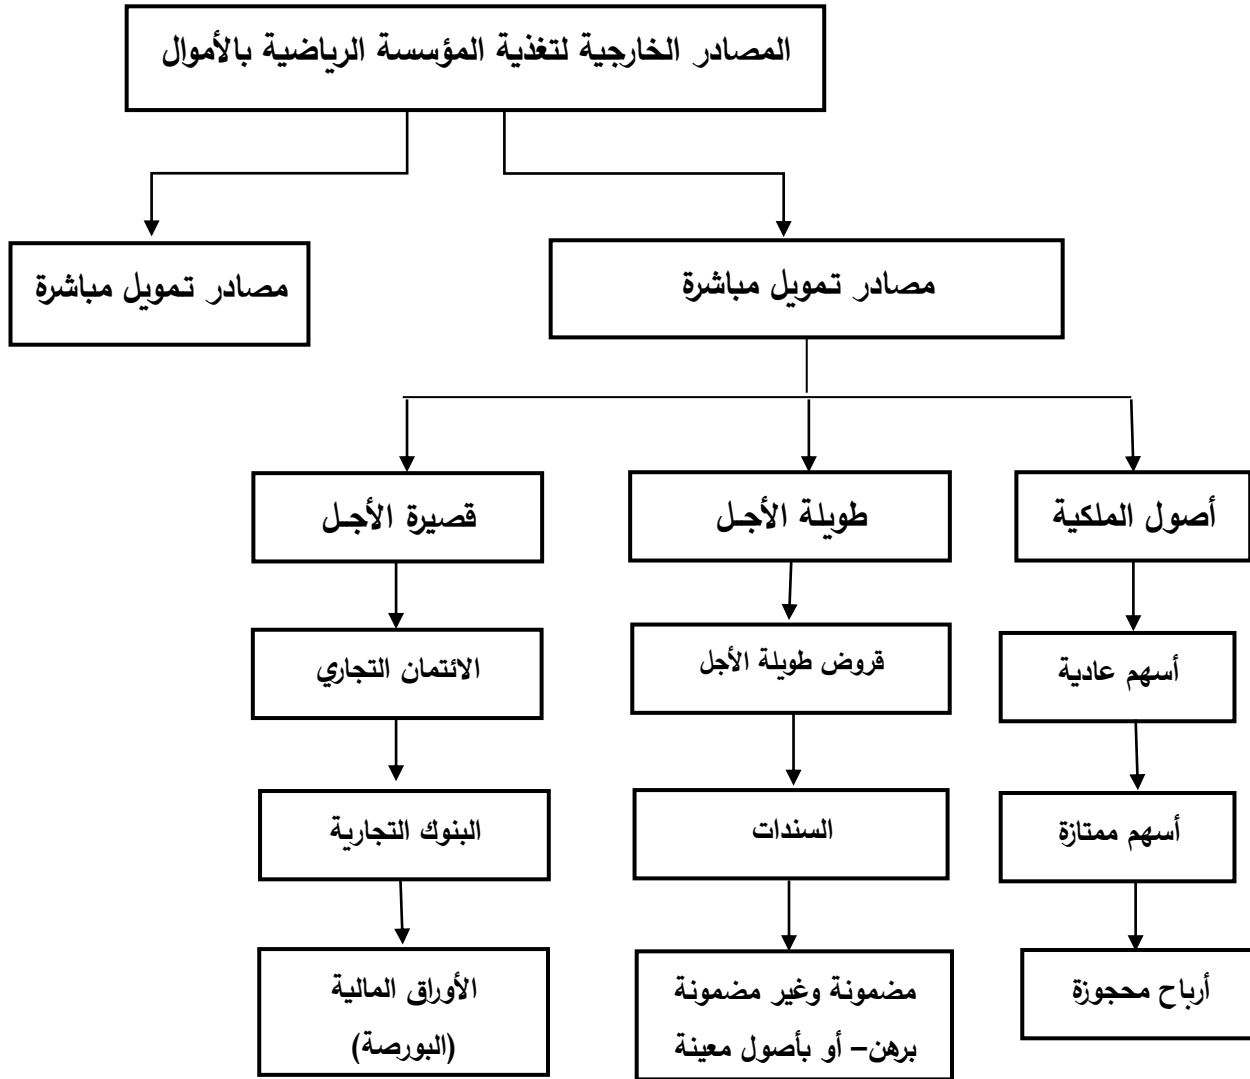 المصادر الخارجية لتغذية المؤسسة الرياضية بالأموال
مصادر تمويل مباشرة
مصادر تمويل مباشرة
أصول الملكية
طويلة الأجل
قصيرة الأجل
أسهم عادية
قروض طويلة الأجل
الائتمان التجاري
أسهم ممتازة
السندات
البنوك التجارية
أرباح محجوزة
مضمونة وغير مضمونة
برهن– أو بأصول معينة
الأوراق المالية
(البورصة)